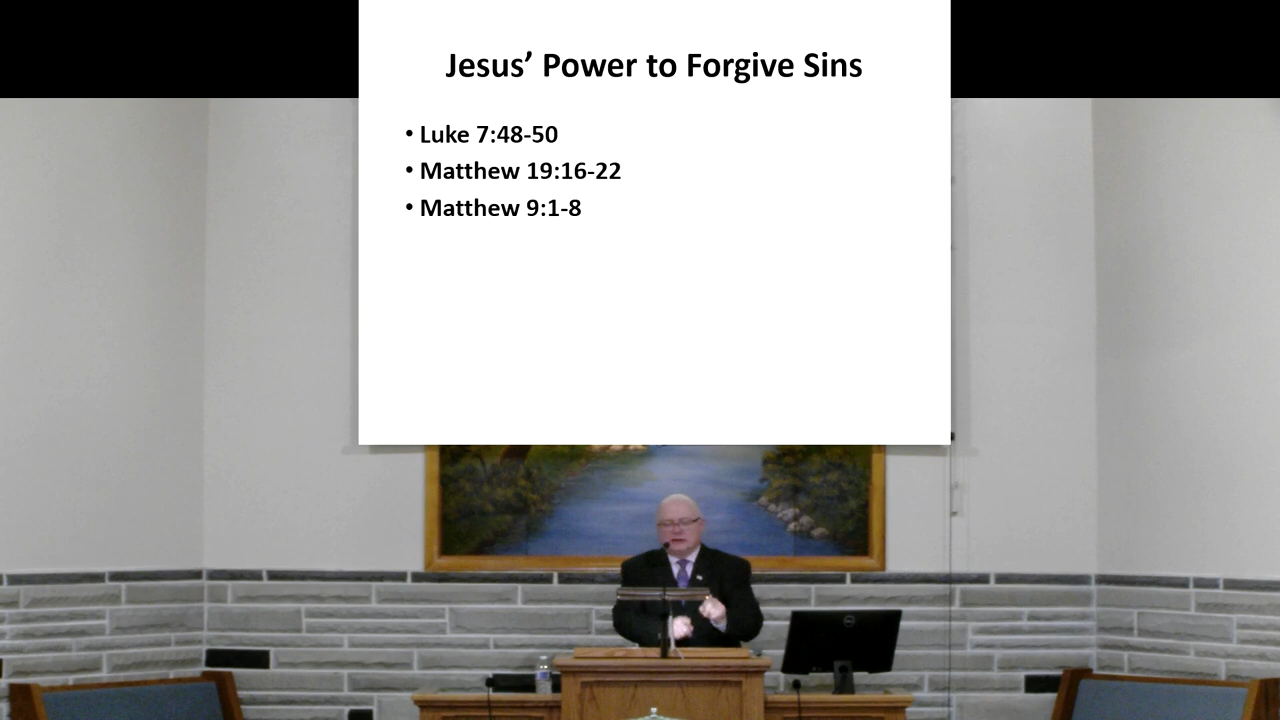 Jesus’ Power to Forgive Sins
• Luke 7:48-50
• Matthew 19:16-22
• Matthew 9:1-8